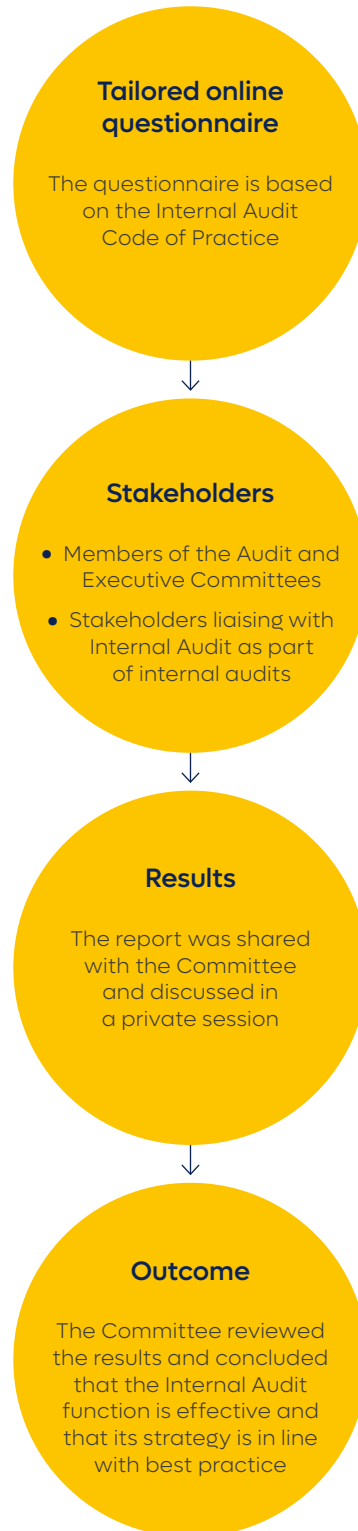 Tailored online
questionnaire
The questionnaire is based
on the Internal Audit
Code of Practice
Stakeholders
• Members of the Audit and
Executive Committees
• Stakeholders liaising with
Internal Audit as part
of internal audits
Results
The report was shared
with the Committee
and discussed in
a private session
Outcome
The Committee reviewed
the results and concluded
that the Internal Audit
function is effective and
that its strategy is in line
with best practice